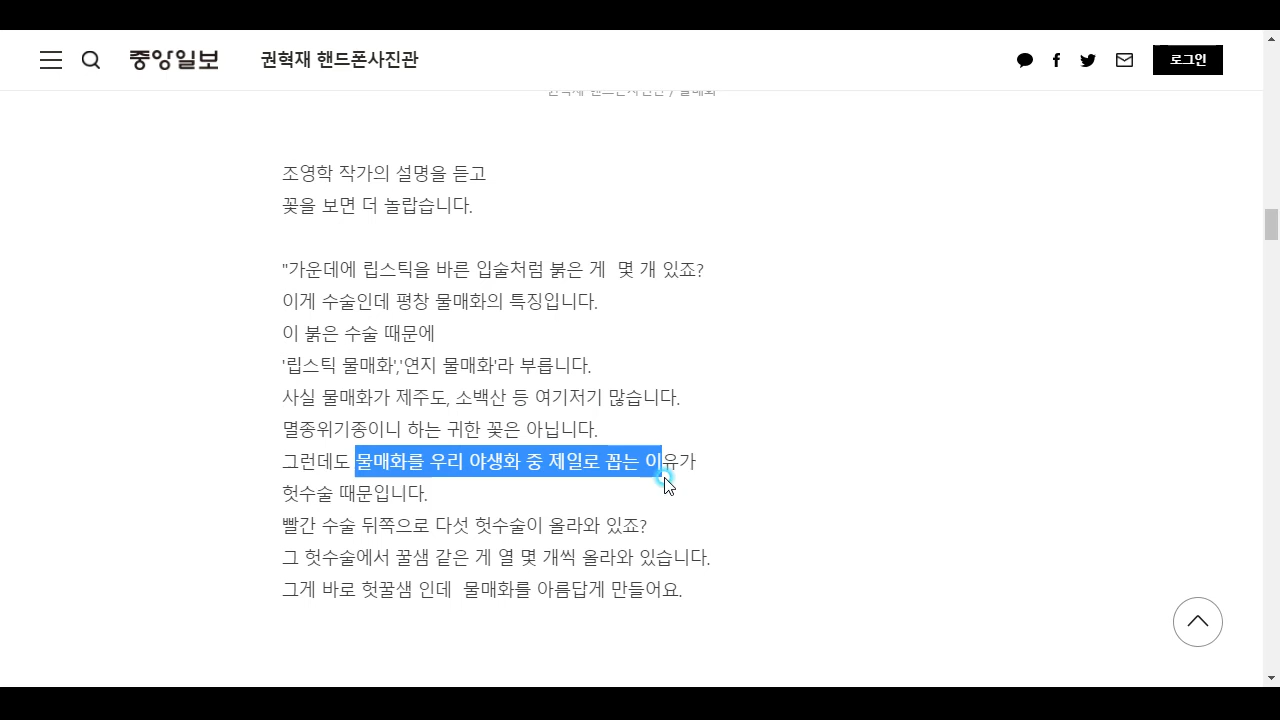 중앙일보 권혁재 핸드폰사진관 로그인
권혁재 핸드폰사진관 / 물매화
조영학 작가의 설명을 듣고
꽃을 보면 더 놀랍습니다.
"가운데에 립스틱을 바른 입술처럼 붉은 게  몇 개 있죠?
이게 수술인데 평창 물매화의 특징입니다.
이 붉은 수술 때문에
'립스틱 물매화','연지 물매화'라 부릅니다.
사실 물매화가 제주도, 소백산 등 여기저기 많습니다.
멸종위기종이니 하는 귀한 꽃은 아닙니다.
그런데도 물매화를 우리 야생화 중 제일로 꼽는 이유가
헛수술 때문입니다.
빨간 수술 뒤쪽으로 다섯 헛수술이 올라와 있죠?
그 헛수술에서 꿀샘 같은 게 열 몇 개씩 올라와 있습니다.
그게 바로 헛꿀샘 인데  물매화를 아름답게 만들어요.